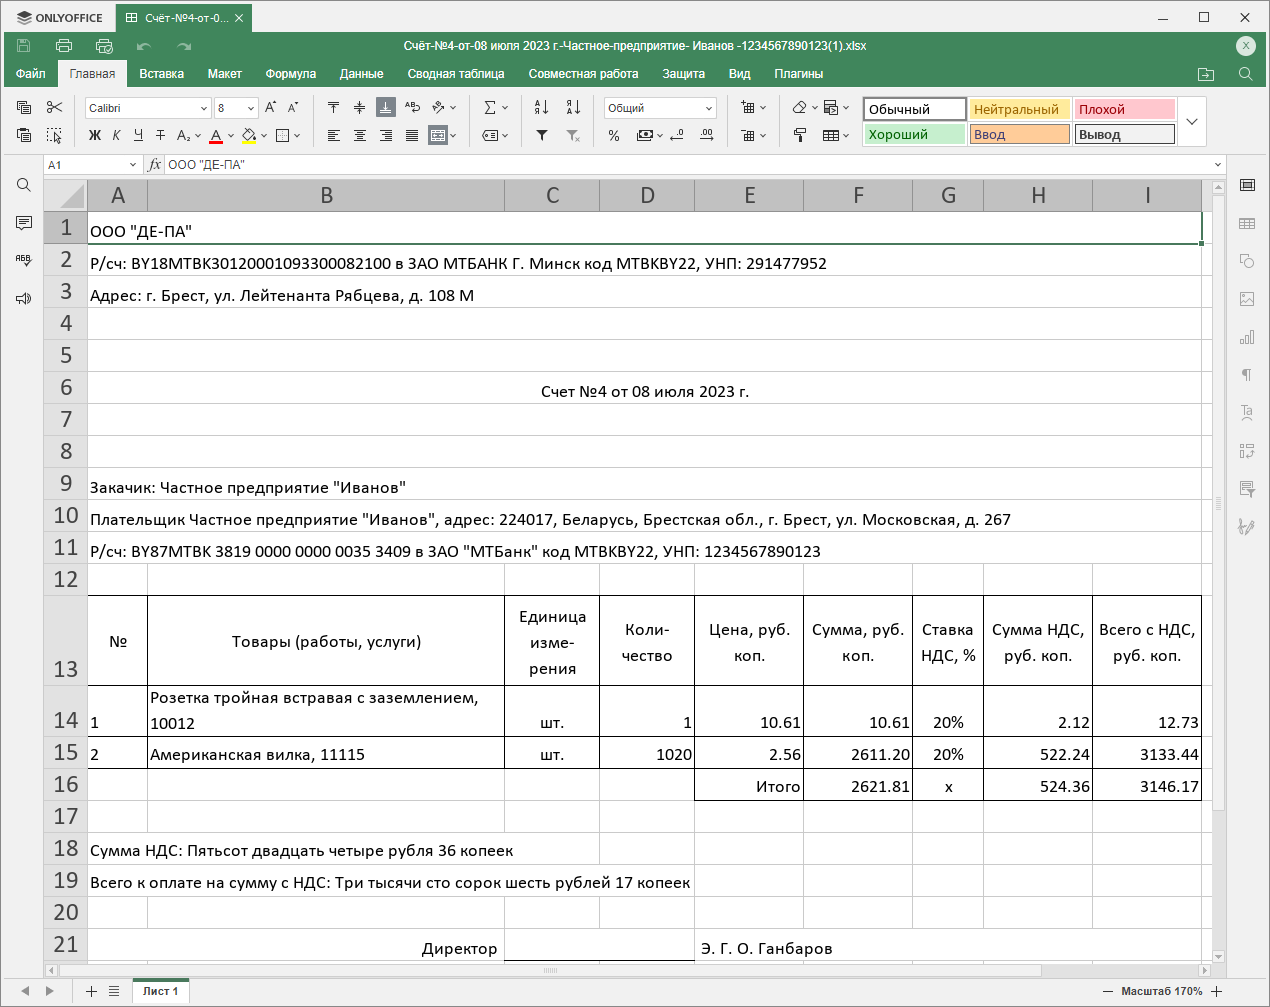 ONLYOFFICE
Счёт-№4-от-0...
Счёт-№4-от-08 июля 2023 г.-Частное-предприятие- Иванов -1234567890123(1).xlsx
X
Файл Главная Вставка Макет Формула Данные Сводная таблица Совместная работа Защита Вид Плагины
Calibri 8 Общий Обычный Нейтральный Плохой
Ж К Ч Т Хороший Ввод Вывод
A1 fx ООО "ДЕ-ПА"
A B C D E F G H I
1 ООО "ДЕ-ПА"
2 Р/сч: BY18MTBK30120001093300082100 в ЗАО МТБАНК Г. Минск код MTBKBY22, УНП: 291477952
3 Адрес: г. Брест, ул. Лейтенанта Рябцева, д. 108 М
4
5
6 Счет №4 от 08 июля 2023 г.
7
8
9 Закачик: Частное предприятие "Иванов"
10 Плательщик Частное предприятие "Иванов", адрес: 224017, Беларусь, Брестская обл., г. Брест, ул. Московская, д. 267
11 Р/сч: BY87MTBK 3819 0000 0000 0035 3409 в ЗАО "МТБанк" код MTBKBY22, УНП: 1234567890123
12
13 № Товары (работы, услуги) Единица изме-рения Коли-чество Цена, руб. коп. Сумма, руб. коп. Ставка НДС, % Сумма НДС, руб. коп. Всего с НДС, руб. коп.
14 1 Розетка тройная встравая с заземлением, 10012 шт. 1 10.61 10.61 20% 2.12 12.73
15 2 Американская вилка, 11115 шт. 1020 2.56 2611.20 20% 522.24 3133.44
16 Итого 2621.81 х 524.36 3146.17
17
18 Сумма НДС: Пятьсот двадцать четыре рубля 36 копеек
19 Всего к оплате на сумму с НДС: Три тысячи сто сорок шесть рублей 17 копеек
20
21 Директор Э. Г. О. Ганбаров
Лист 1 Масштаб 170%